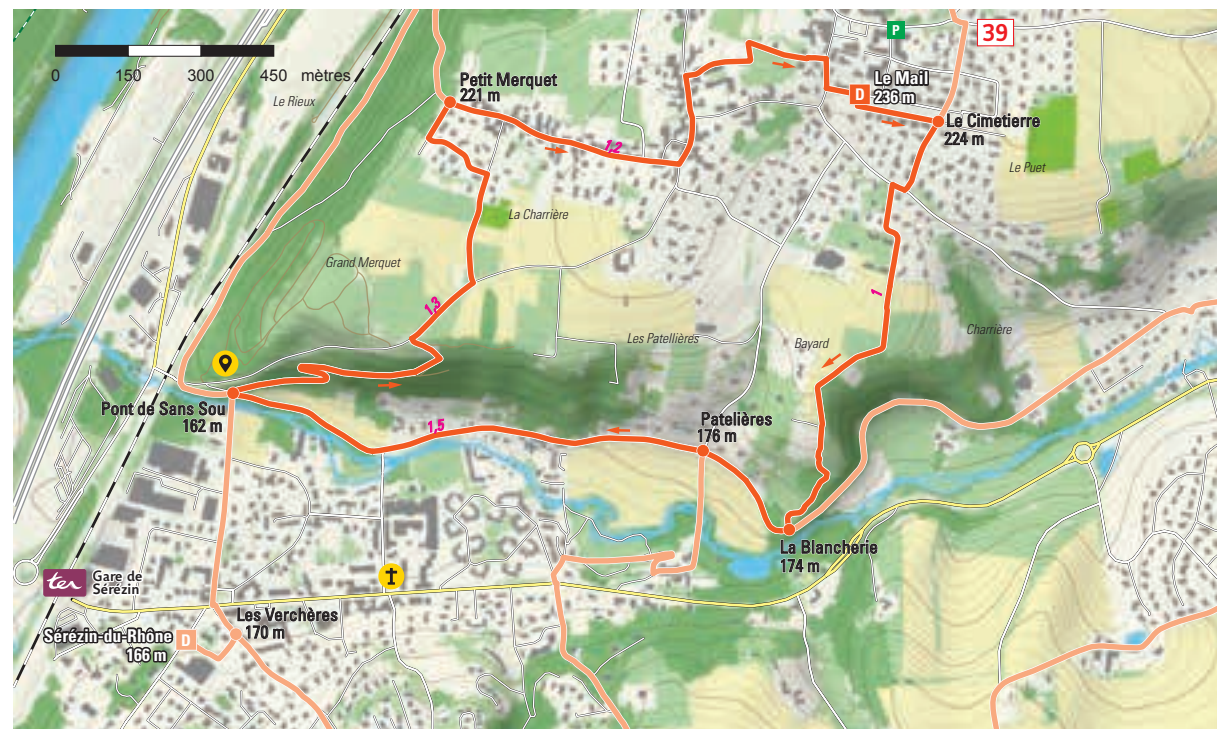 P
39
0 150 300 450 mètres
Le Rieux
Petit Merquet
221 m
D
Le Mail
236 m
Le Cimetierre
224 m
1,2
Le Puet
La Charrière
Grand Merquet
1,3
1
Les Patellières
Bayard
Charrière
Pont de Sans Sou
162 m
1,5
Patelières
176 m
La Blancherie
174 m
ter
Gare de
Sérézin
Les Verchères
170 m
Sérézin-du-Rhône
166 m
D